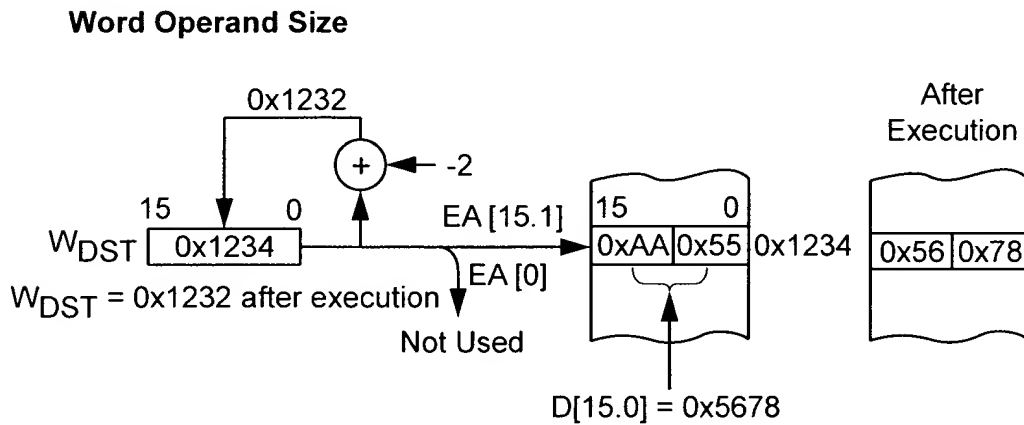 Word Operand Size
0x1232
After
Execution
+
-2
15 0
EA [15.1]
15 0
WDST
0x1234
0xAA 0x55
0x1234
0x56 0x78
EA [0]
WDST = 0x1232 after execution
Not Used
D[15.0] = 0x5678